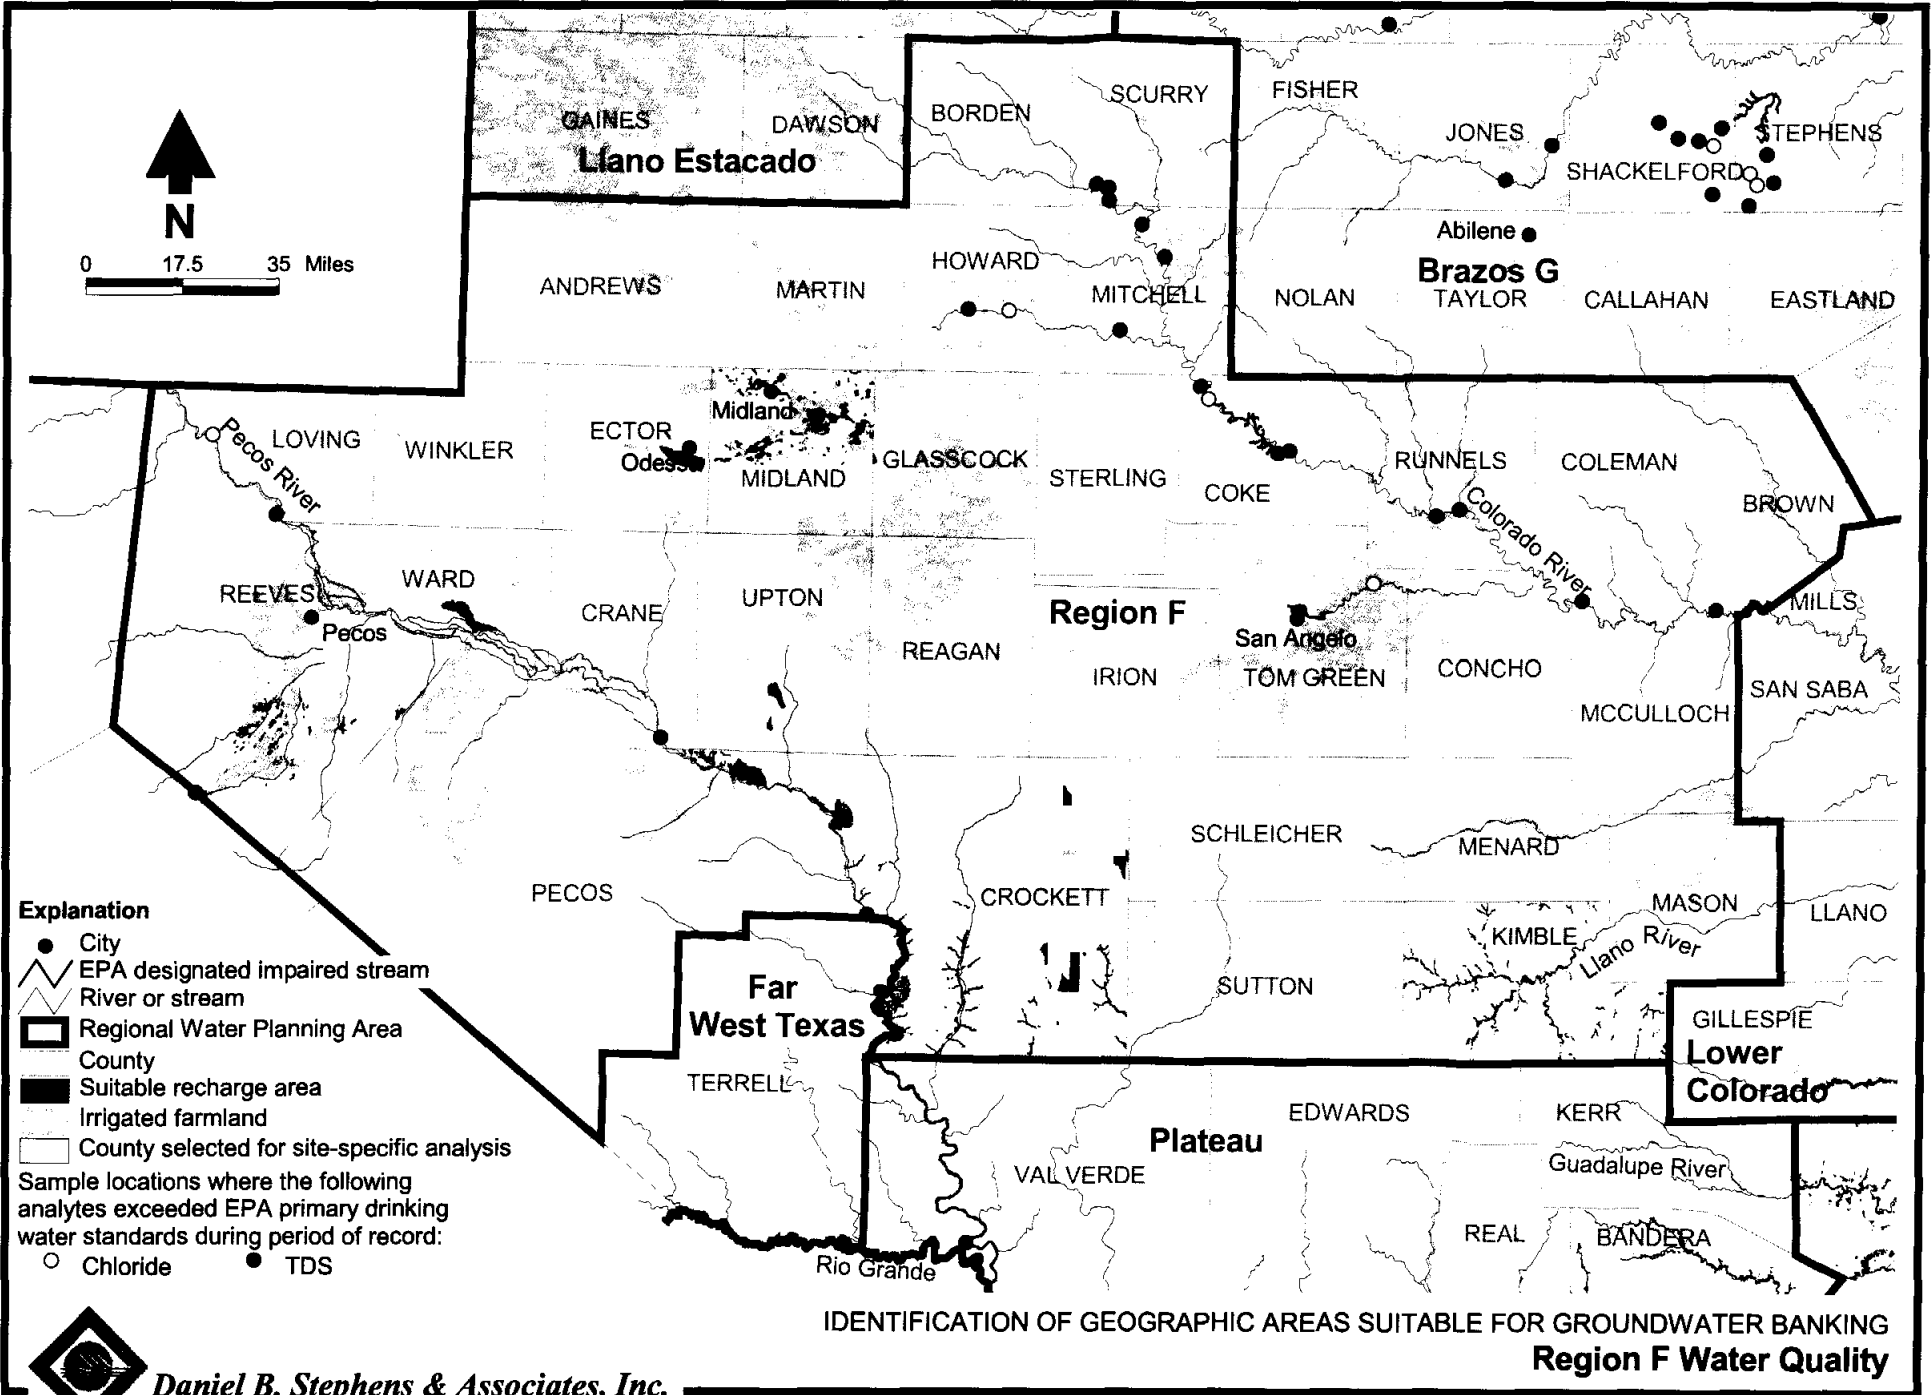 SCURRY
FISHER
BORDEN
GAINES
DAWSON
JONES
STEPHENS
Llano Estacado
SHACKELFORD
N
Abilene
0 17.5 35 Miles
HOWARD
Brazos G
ANDREWS
MARTIN
MITCHELL
NOLAN
TAYLOR
CALLAHAN
EASTLAND
Midland
Pecos River
LOVING
WINKLER
ECTOR
Odessa
MIDLAND
GLASSCOCK
STERLING
COKE
RUNNELS
COLEMAN
BROWN
Colorado River
REEVES
WARD
CRANE
UPTON
Region F
MILLS
Pecos
San Angelo
REAGAN
IRION
TOM GREEN
CONCHO
SAN SABA
MCCULLOCH
SCHLEICHER
MENARD
PECOS
CROCKETT
MASON
LLANO
KIMBLE
Llano River
Far
West Texas
SUTTON
GILLESPIE
Lower
Colorado
TERRELL
EDWARDS
KERR
Plateau
VAL VERDE
Guadalupe River
REAL
BANDERA
Rio Grande
Explanation
City
EPA designated impaired stream
River or stream
Regional Water Planning Area
County
Suitable recharge area
Irrigated farmland
County selected for site-specific analysis
Sample locations where the following
analytes exceeded EPA primary drinking
water standards during period of record:
Chloride TDS
IDENTIFICATION OF GEOGRAPHIC AREAS SUITABLE FOR GROUNDWATER BANKING
Region F Water Quality
Daniel B. Stephens & Associates, Inc.